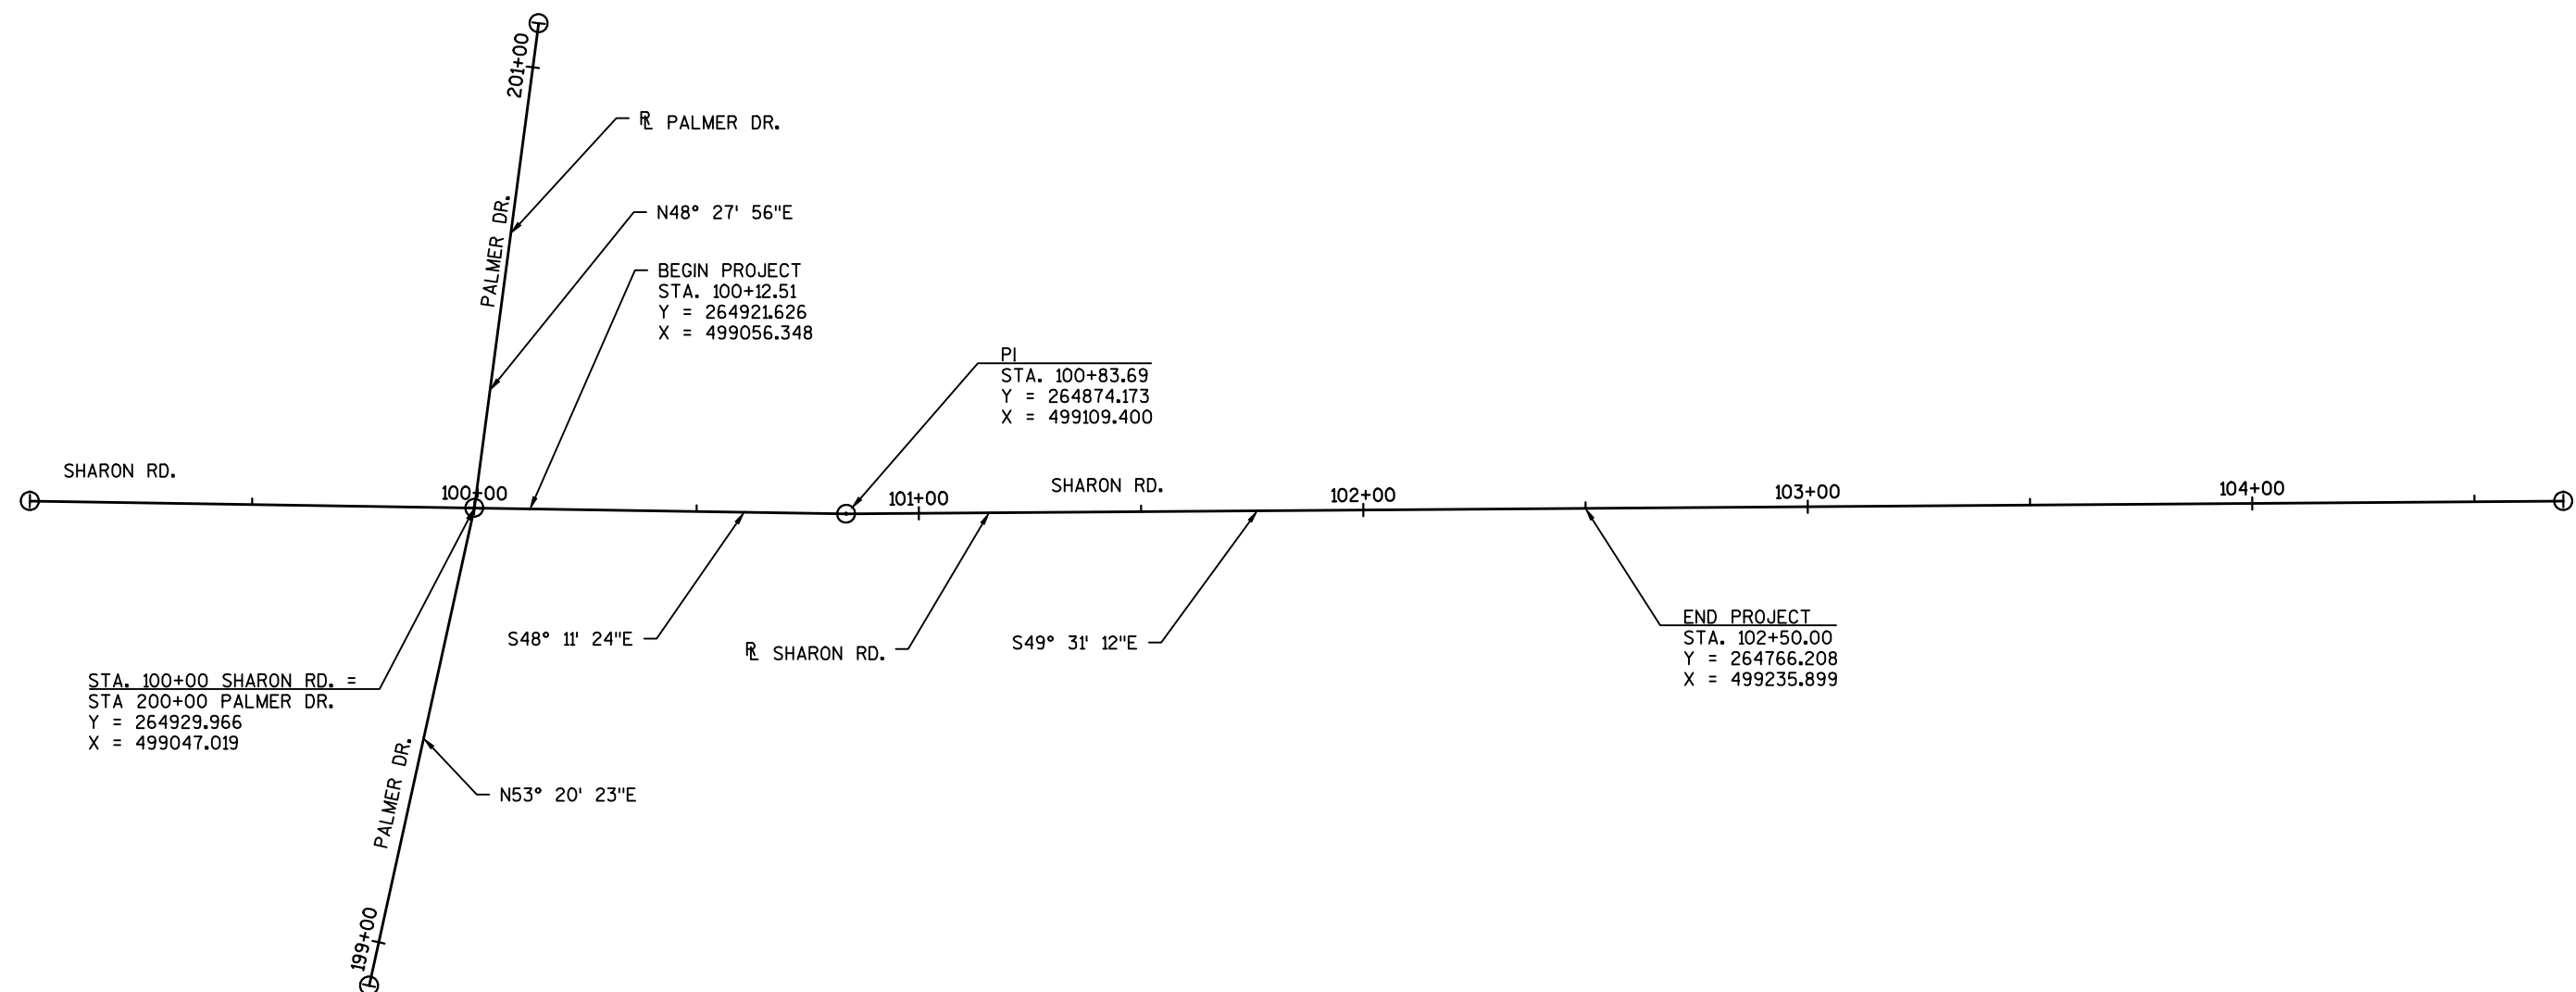 201+00
℞ PALMER DR.
PALMER DR.
N48° 27' 56"E
BEGIN PROJECT
STA. 100+12.51
Y = 264921.626
X = 499056.348
PI
STA. 100+83.69
Y = 264874.173
X = 499109.400
SHARON RD.
100+00
101+00
SHARON RD.
102+00
103+00
104+00
S48° 11' 24"E
℞ SHARON RD.
S49° 31' 12"E
END PROJECT
STA. 102+50.00
Y = 264766.208
X = 499235.899
STA. 100+00 SHARON RD. =
STA 200+00 PALMER DR.
Y = 264929.966
X = 499047.019
PALMER DR.
N53° 20' 23"E
199+00